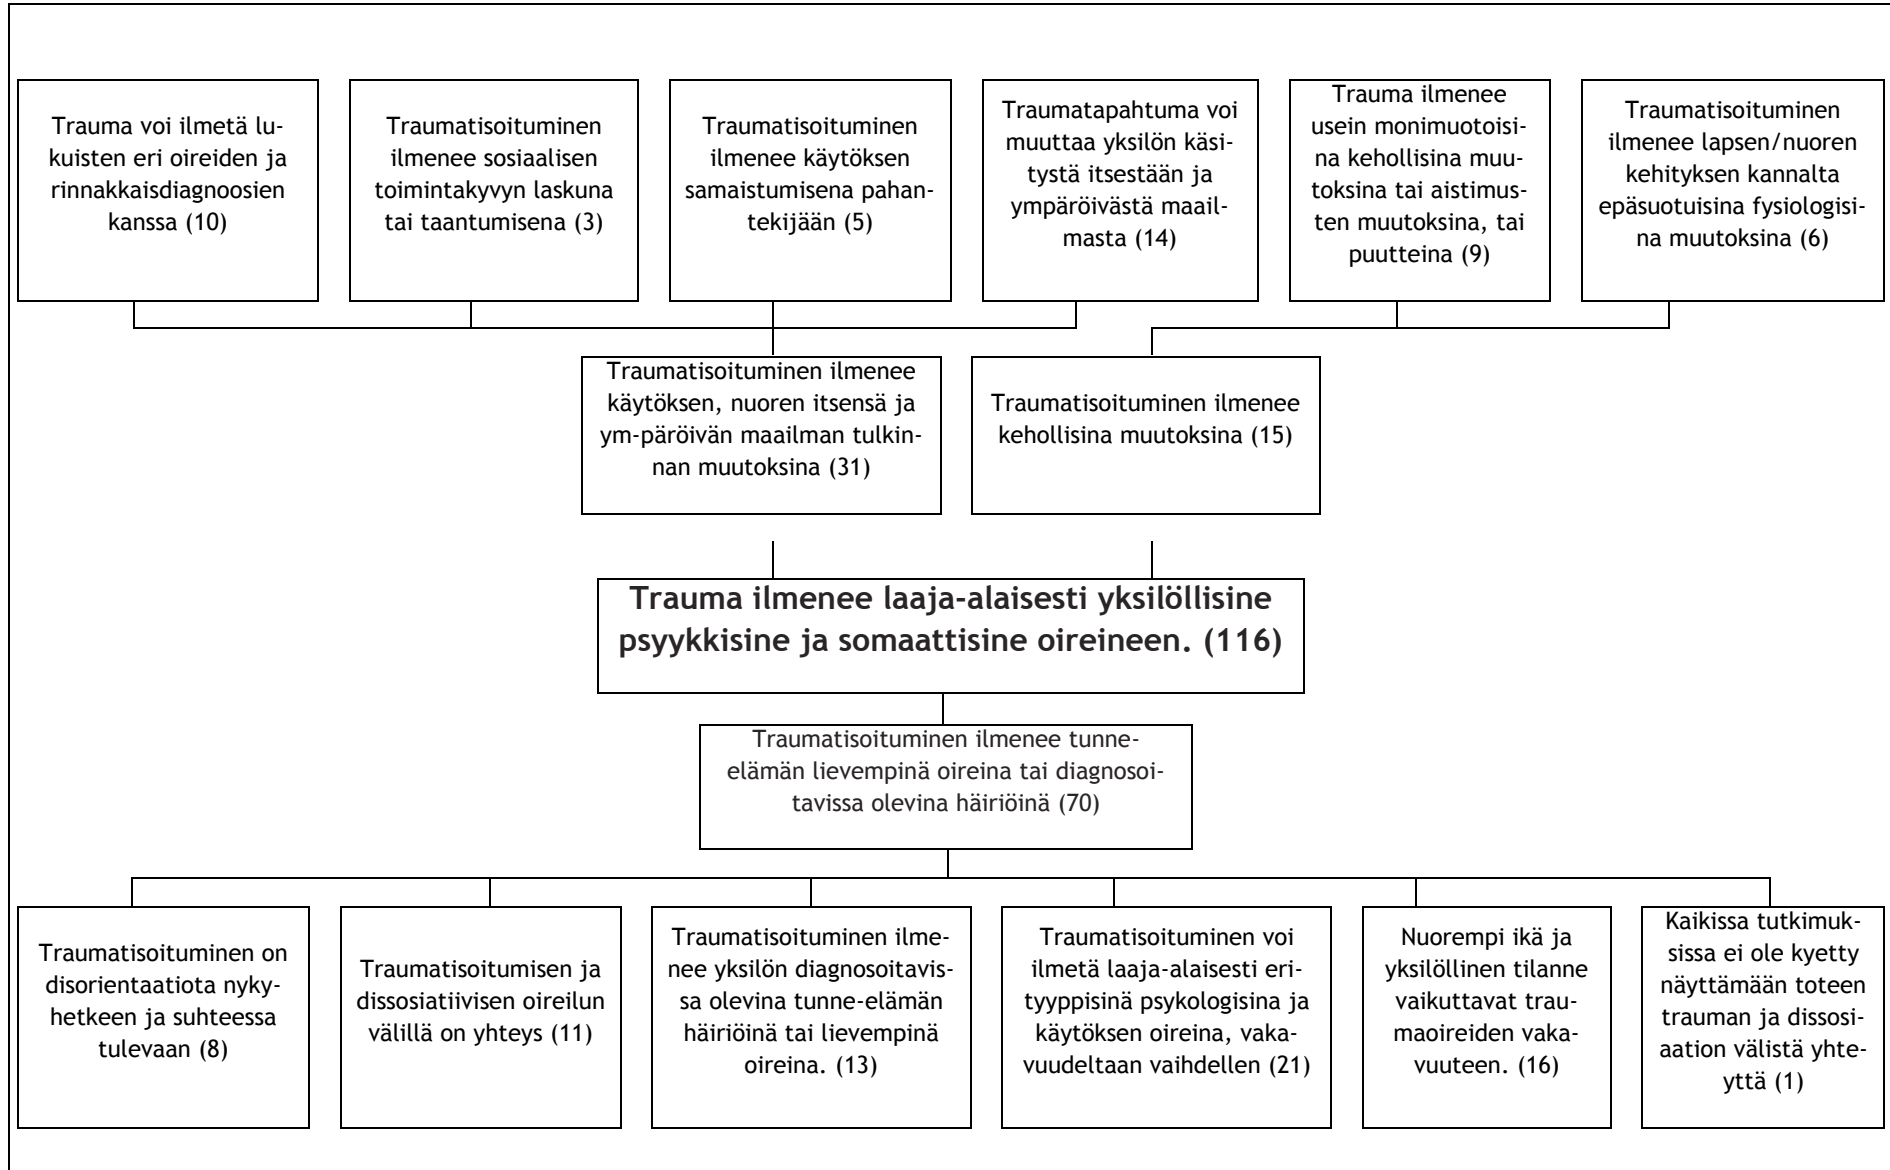 Trauma voi ilmetä lu-
kuisten eri oireiden ja
rinnakkaisdiagnoosien
kanssa (10)
Traumatisoituminen
ilmenee sosiaalisen
toimintakyvyn laskuna
tai taantumisena (3)
Traumatisoituminen
ilmenee käytöksen
samaistumisena pahan-
tekijään (5)
Traumatapahtuma voi
muuttaa yksilön käsi-
tystä itsestään ja
ympäröivästä maail-
masta (14)
Trauma ilmenee
usein monimuotoisi-
na kehollisina muu-
toksina tai aistimus-
ten muutoksina, tai
puutteina (9)
Traumatisoituminen
ilmenee lapsen/nuoren
kehityksen kannalta
epäsuotuisina fysiologisi-
na muutoksina (6)
Traumatisoituminen ilmenee
käytöksen, nuoren itsensä ja
ym-päröivän maailman tulkin-
nan muutoksina (31)
Traumatisoituminen ilmenee
kehollisina muutoksina (15)
Trauma ilmenee laaja-alaisesti yksilöllisine
psyykkisine ja somaattisine oireineen. (116)
Traumatisoituminen ilmenee tunne-
elämän lievempinä oireina tai diagnosoi-
tavissa olevina häiriöinä (70)
Traumatisoituminen on
disorientaatiota nyky-
hetkeen ja suhteessa
tulevaan (8)
Traumatisoitumisen ja
dissosiatiivisen oireilun
välillä on yhteys (11)
Traumatisoituminen ilme-
nee yksilön diagnosoitavis-
sa olevina tunne-elämän
häiriöinä tai lievempinä
oireina. (13)
Traumatisoituminen voi
ilmetä laaja-alaisesti eri-
tyyppisinä psykologisina ja
käytöksen oireina, vaka-
vuudeltaan vaihdellen (21)
Nuorempi ikä ja
yksilöllinen tilanne
vaikuttavat trau-
maoireiden vaka-
vuuteen. (16)
Kaikissa tutkimuk-
sissa ei ole kyetty
näyttämään toteen
trauman ja dissosi-
aation välistä yhte-
yttä (1)